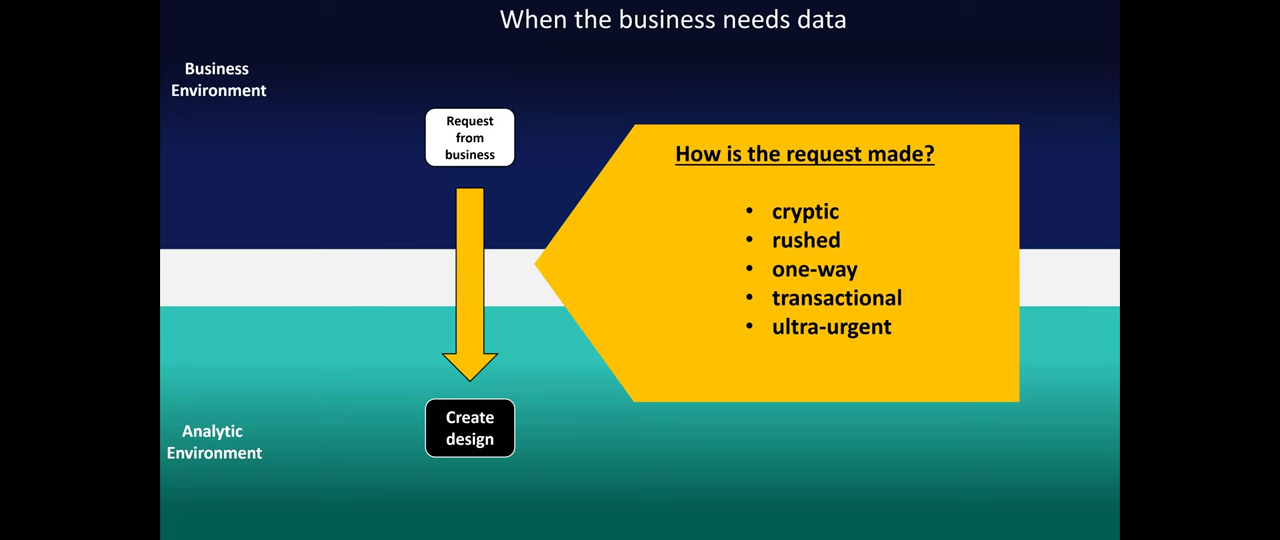 When the business needs data
Business
Environment
Request
from
business
How is the request made?
• cryptic
• rushed
• one-way
• transactional
• ultra-urgent
Create
design
Analytic
Environment